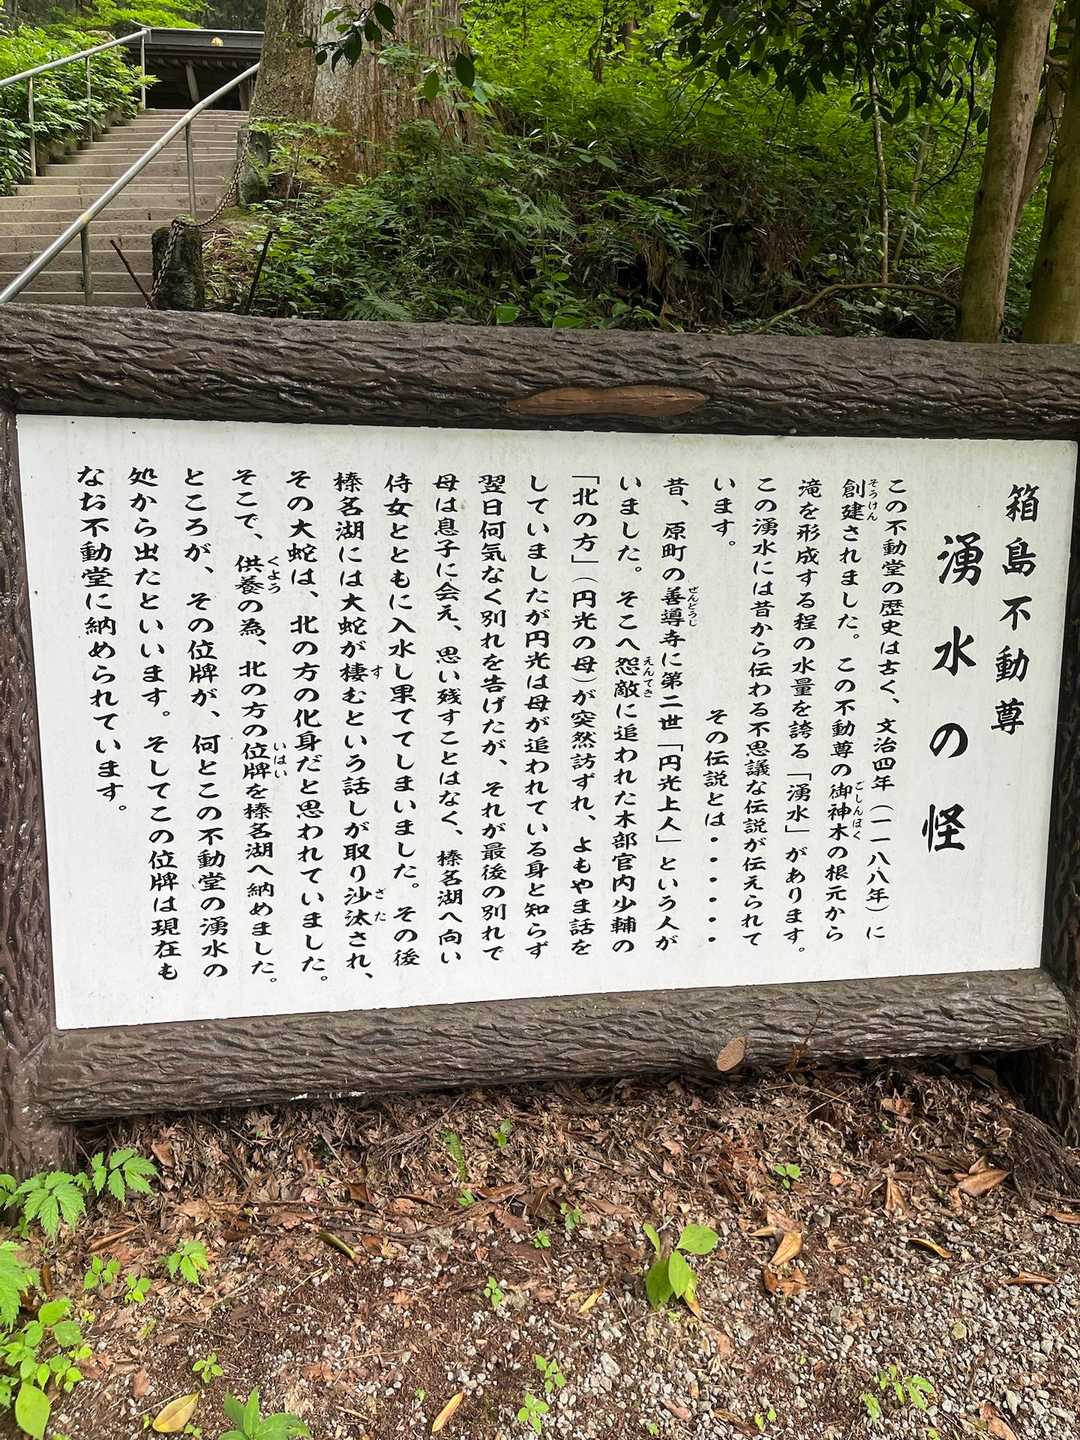 箱島不動尊
湧水の怪
この不動堂の歴史は古く、文治四年（一一八八年）に
創建されました。この不動尊の御神木の根元から
滝を形成する程の水量を誇る「湧水」があります。
この湧水には昔から伝わる不思議な伝説が伝えられて
います。
その伝説とは・・・・・
昔、原町の善導寺に第二世「円光上人」という人が
いました。そこへ怨敵に追われた木部宮内少輔の
「北の方」（円光の母）が突然訪ずれ、よもやま話を
していましたが円光は母が追われている身と知らず
翌日何気なく別れを告げたが、それが最後の別れで
母は息子に会え、思い残すことはなく、榛名湖へ向い
侍女とともに入水し果ててしまいました。その後
榛名湖には大蛇が棲むという話しが取り沙汰され、
その大蛇は、北の方の化身だと思われていました。
そこで、供養の為、北の方の位牌を榛名湖へ納めました。
ところが、その位牌が、何とこの不動堂の湧水の
処から出たといいます。そしてこの位牌は現在も
なお不動堂に納められています。